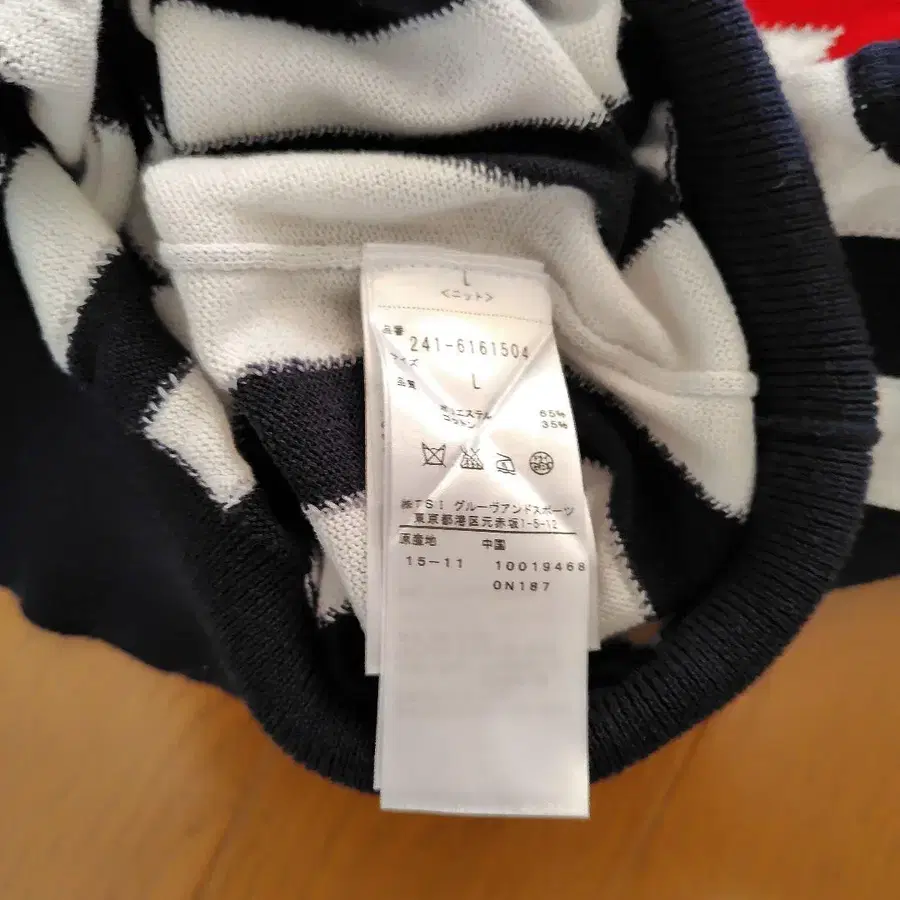 L
<ニット>
品番
241-6161504
サイズ
品質 L
ポリエステル 65%
コットン 35%
㈱TSI グルーヴアンドスポーツ
東京都港区元赤坂1-5-12
原産地 中国
15-11 10019468
0N187